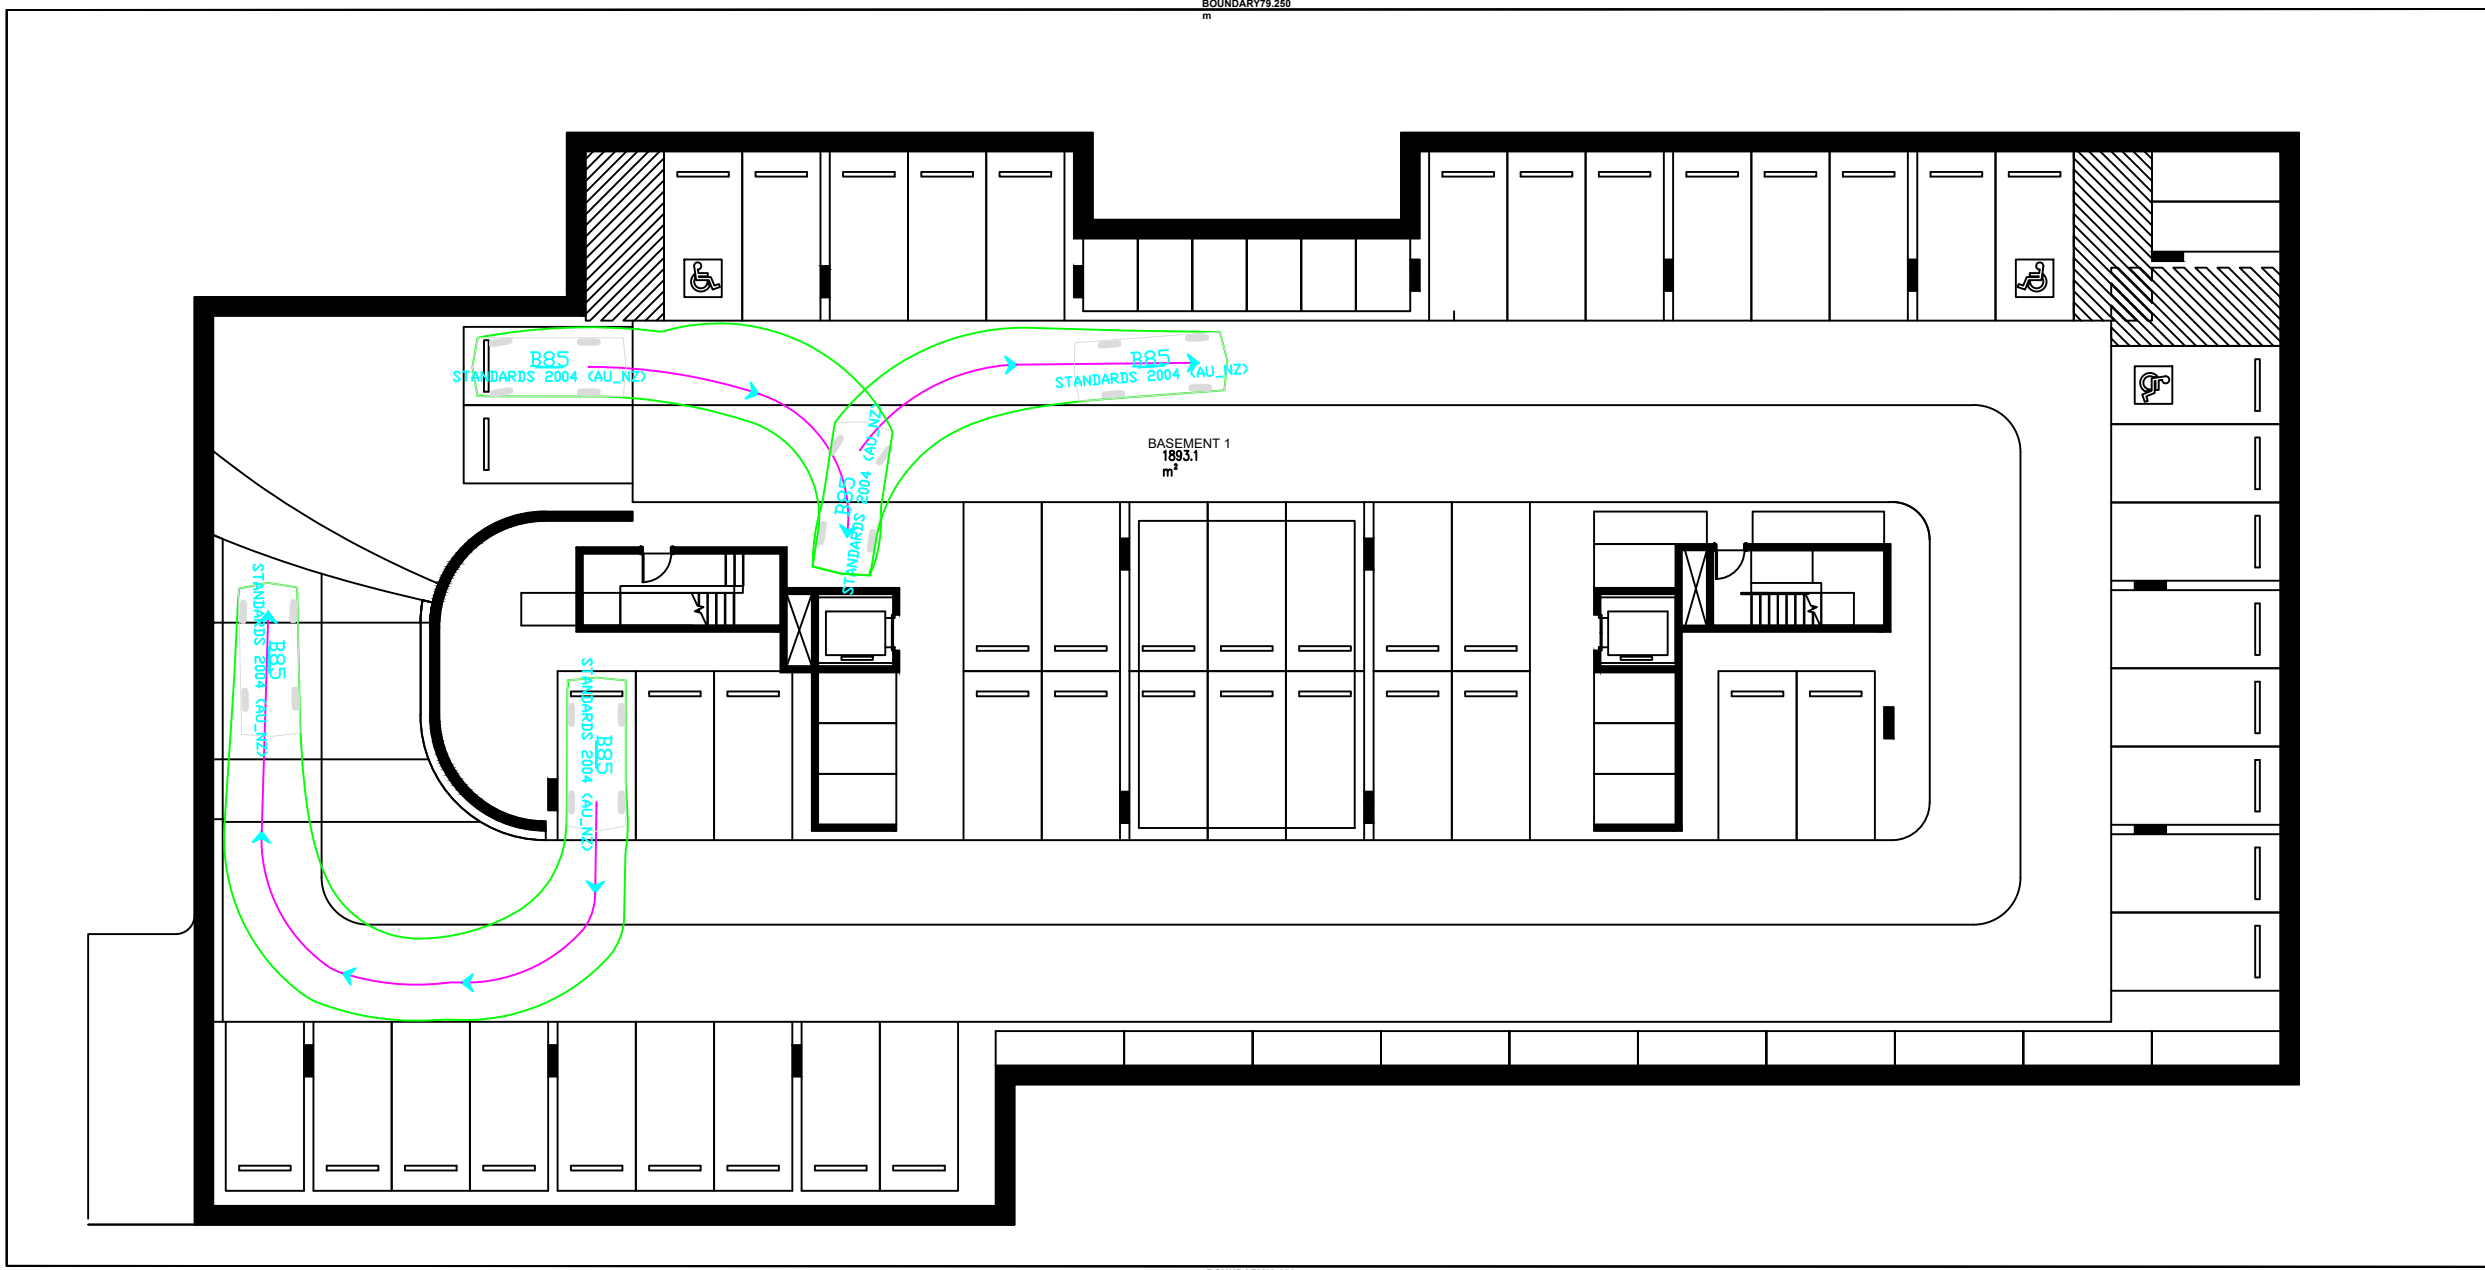 BOUNDARY79.250
m
B85
STANDARDS 2004 (AU_NZ)
B85
STANDARDS 2004 (AU_NZ)
B85
STANDARDS 2004 (AU_NZ)
(AU_NZ)
BASEMENT 1
1893.1
m²
B85
STANDARDS 2004 (AU_NZ)
B85
STANDARDS 2004 (AU_NZ)